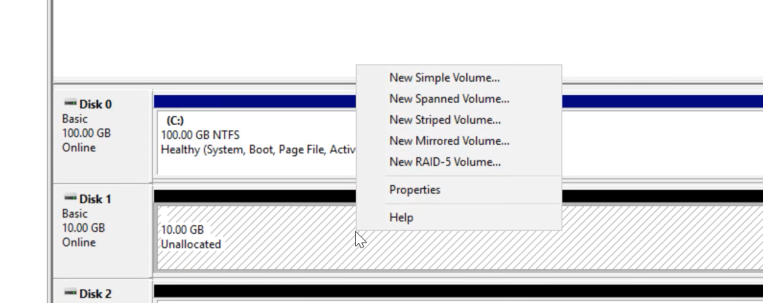 Disk 0
Basic
100.00 GB
Online
(C:)
100.00 GB NTFS
Healthy (System, Boot, Page File, Activ
New Simple Volume...
New Spanned Volume...
New Striped Volume...
New Mirrored Volume...
New RAID-5 Volume...
Properties
Help
Disk 1
Basic
10.00 GB
Online
10.00 GB
Unallocated
Disk 2